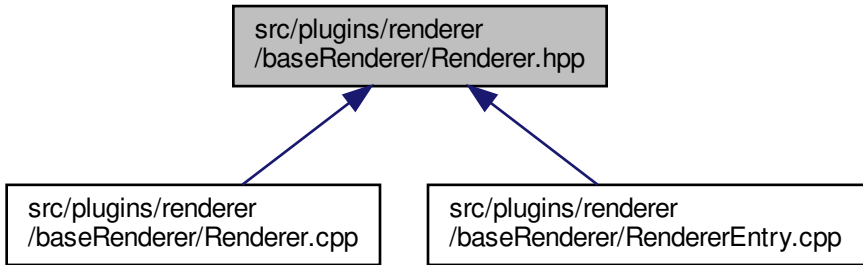 src/plugins/renderer
/baseRenderer/Renderer.hpp
src/plugins/renderer
/baseRenderer/Renderer.cpp
src/plugins/renderer
/baseRenderer/RendererEntry.cpp